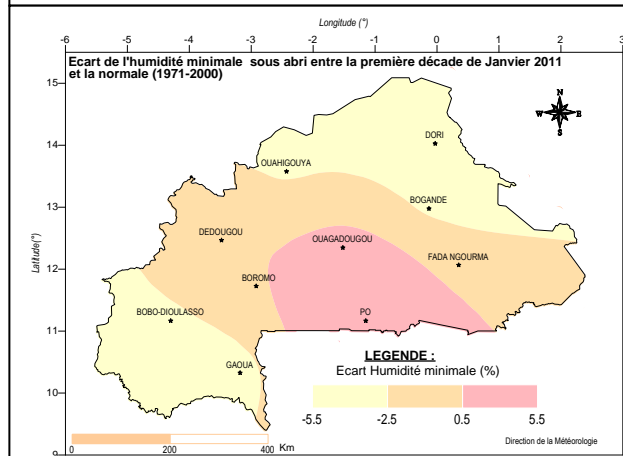 Longitude (°)
-6 -5 -4 -3 -2 -1 0 1 2 3
Ecart de l'humidité minimale sous abri entre la première décade de Janvier 2011
et la normale (1971-2000)
15
N
W E
S
14
DORI
OUAHIGOUYA
13
BOGANDE
DEDOUGOU
OUAGADOUGOU
Latitude(°)
12
FADA NGOURMA
BOROMO
BOBO-DIOULASSO
PO
11
LEGENDE :
GAOUA
Ecart Humidité minimale (%)
10
-5.5 -2.5 0.5 5.5
Direction de la Météorologie
0 200 400 Km
9